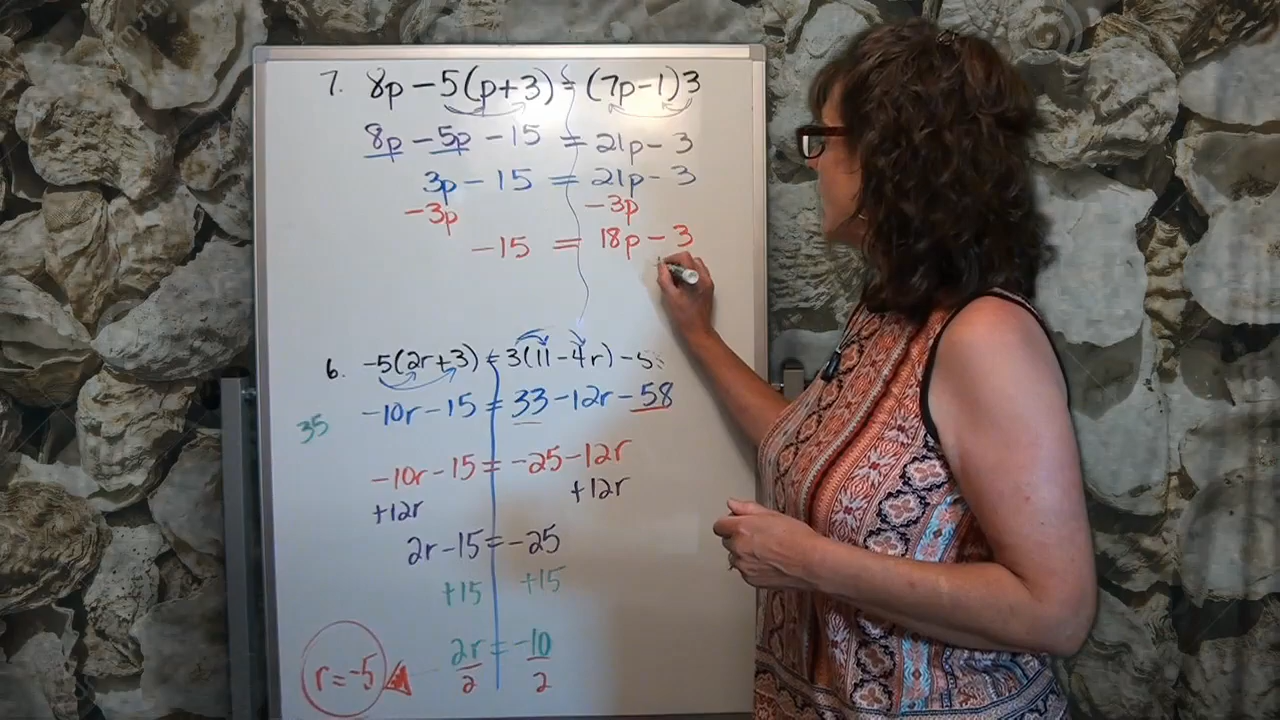 7. 8p - 5(p+3) = (7p-1)3
8p - 5p - 15 = 21p - 3
3p - 15 = 21p - 3
-3p -3p
-15 = 18p - 3
6. -5(2r+3) = 3(11-4r) -5
-10r - 15 = 33 - 12r - 58
35
-10r - 15 = -25 - 12r
+12r +12r
2r - 15 = -25
+15 +15
2r = -10
2 2
r = -5